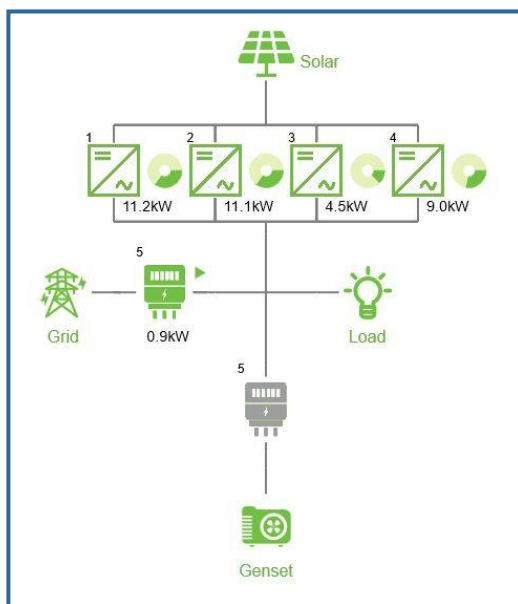 Solar
1 2 3 4
11.2kW 11.1kW 4.5kW 9.0kW
5
Grid 0.9kW Load
5
Genset